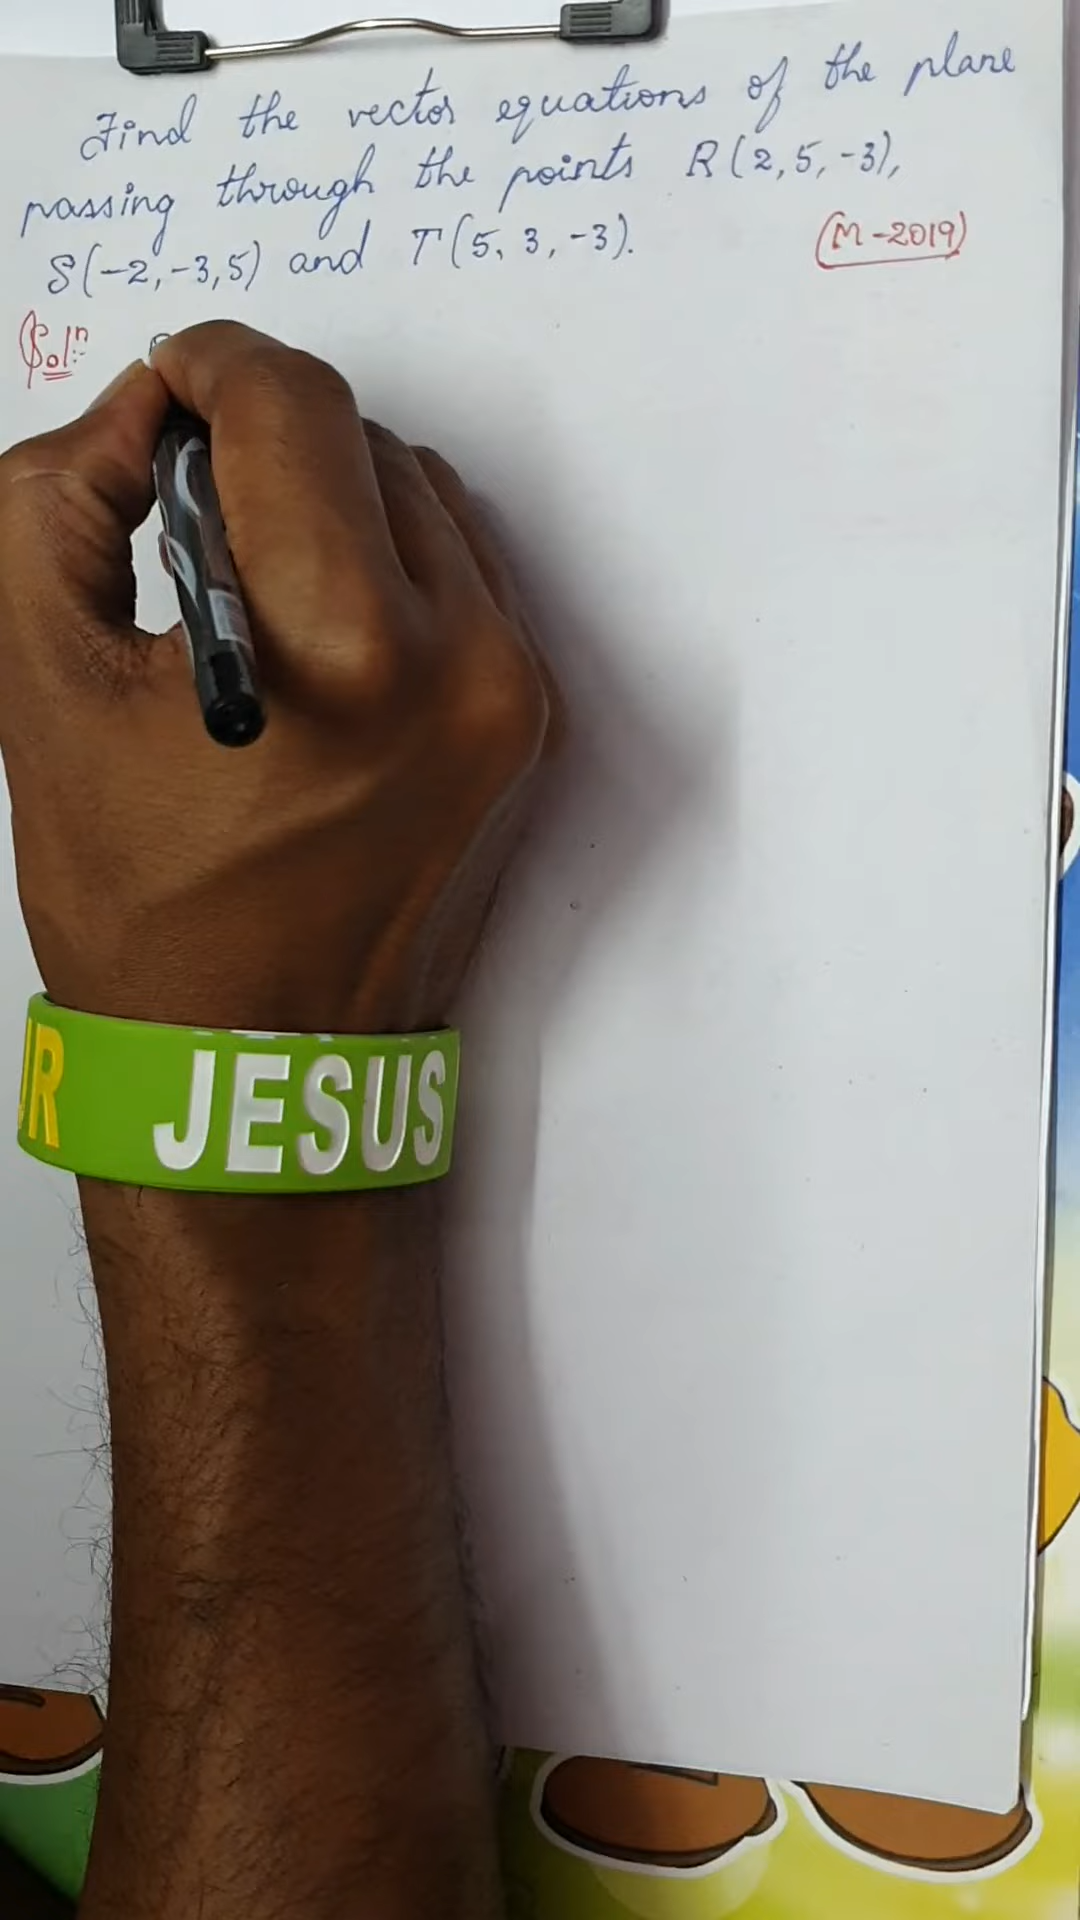 Find the vector equations of the plane
passing through the points R(2, 5, -3),
S(-2, -3, 5) and T(5, 3, -3).
(M-2019)
Soln:-
UR JESUS